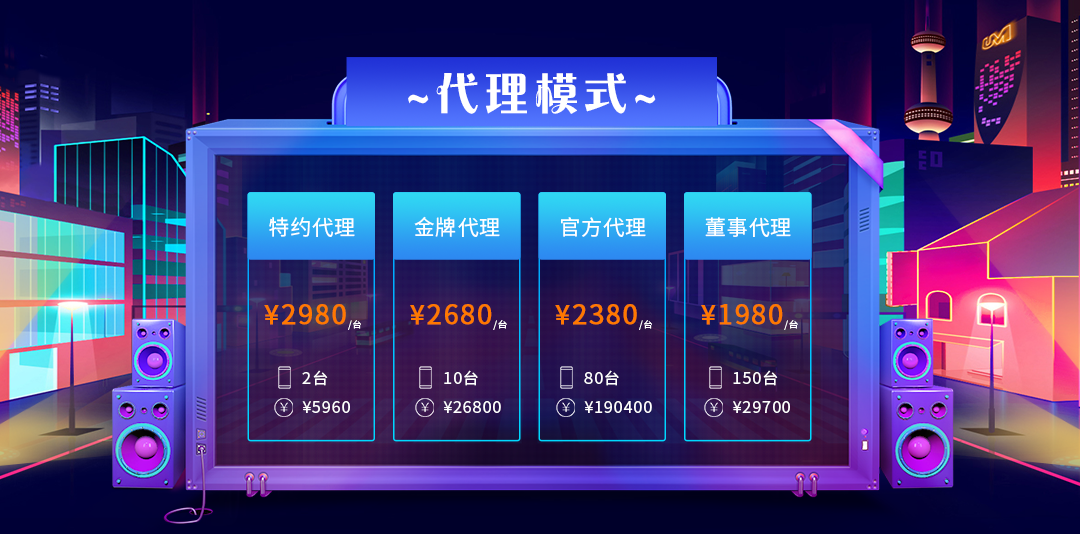 ~代理模式~
特约代理
¥2980/台
2台
¥5960
金牌代理
¥2680/台
10台
¥26800
官方代理
¥2380/台
80台
¥190400
董事代理
¥1980/台
150台
¥29700